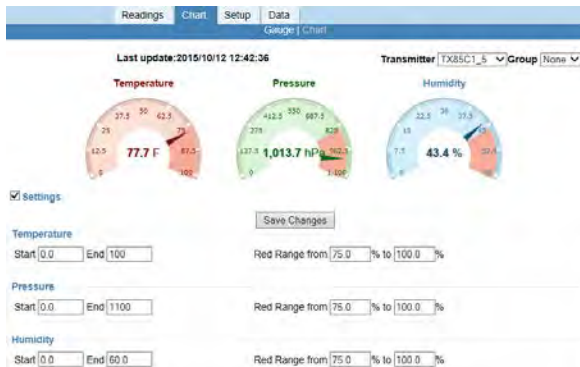 Readings Chart Setup Data
Gauge | Chart
Last update:2015/10/12 12:42:36 Transmitter TX85C1_5 Group None
Temperature Pressure Humidity
0 12.5 25 37.5 50 62.5 75 87.5 100
77.7 F
0 137.5 275 412.5 550 687.5 825 962.5 1,100
1,013.7 hPa
0 7.5 15 22.5 30 37.5 45 52.5
43.4 %
Settings
Save Changes
Temperature
Start 0.0 End 100 Red Range from 75.0 % to 100.0 %
Pressure
Start 0.0 End 1100 Red Range from 75.0 % to 100.0 %
Humidity
Start 0.0 End 60.0 Red Range from 75.0 % to 100.0 %